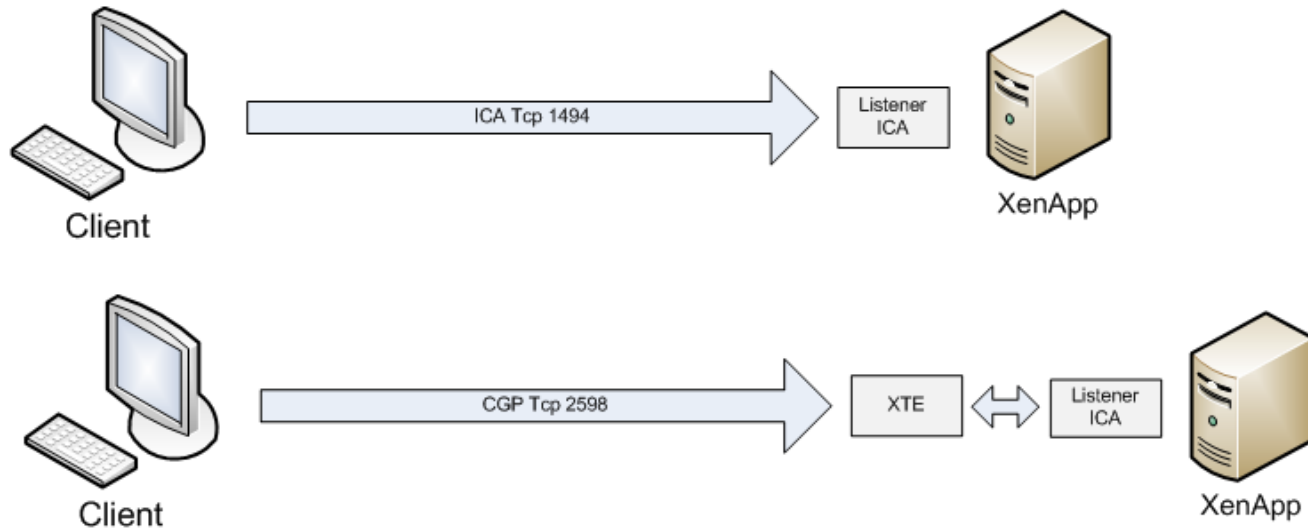 ICA Tcp 1494
Listener
ICA
Client
XenApp
CGP Tcp 2598
XTE
Listener
ICA
Client
XenApp